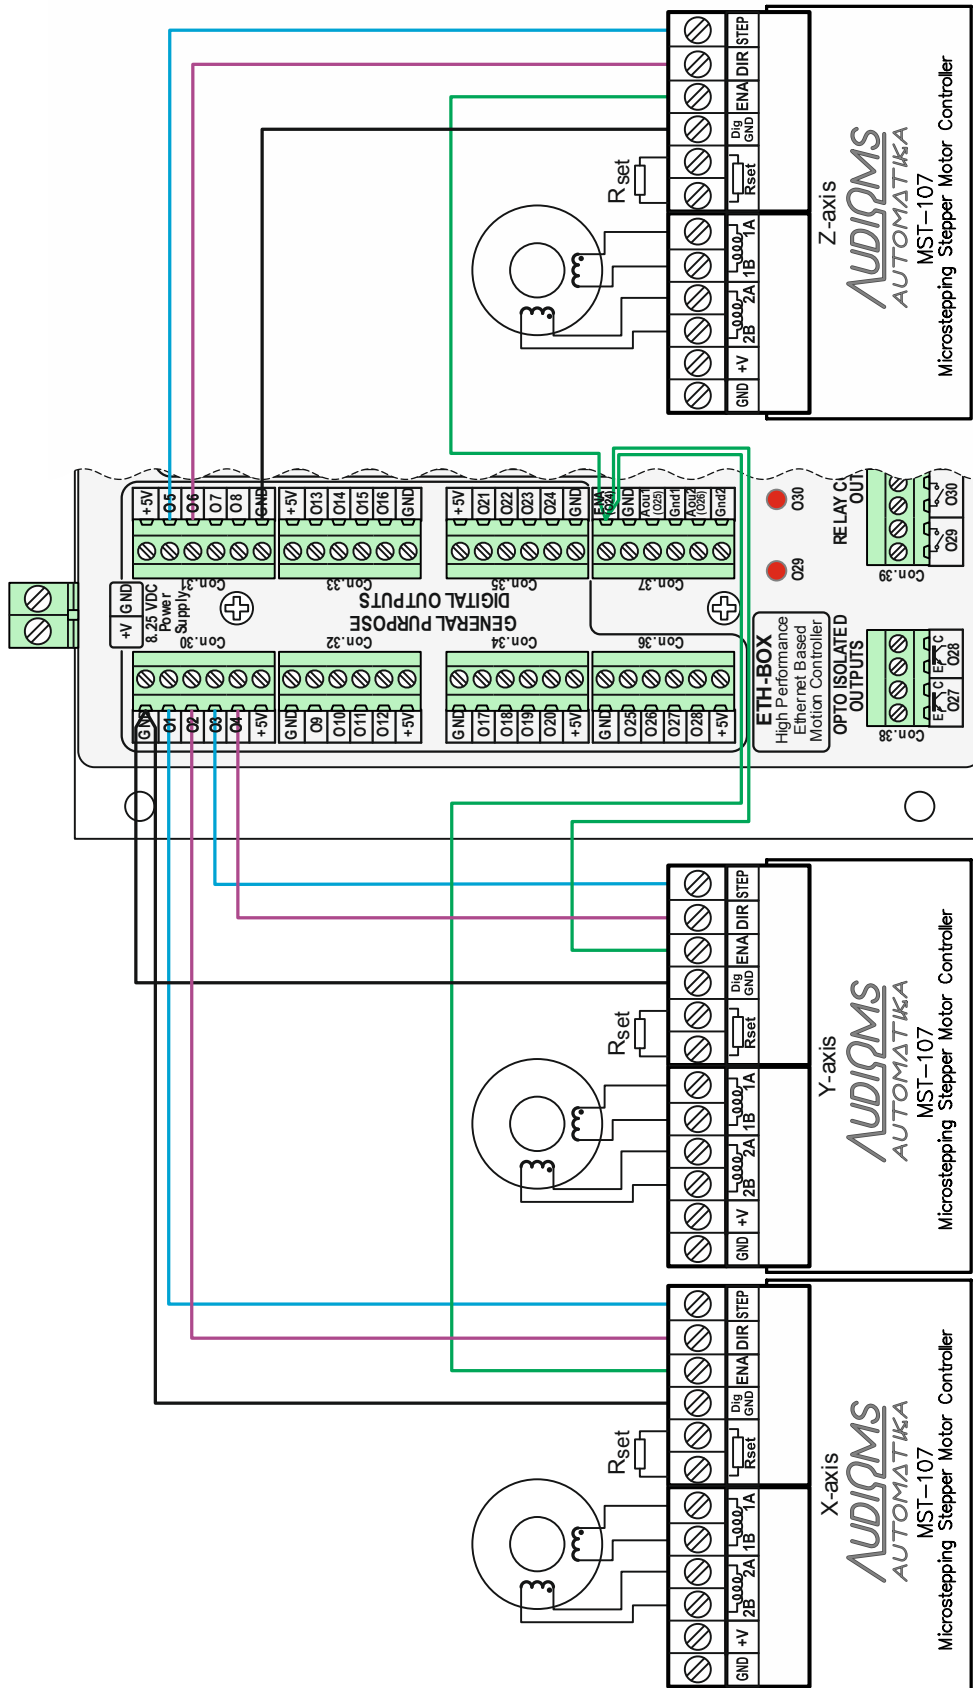 STEP
DIR
ENA
Dig
GND
Rset
1A
1B
2A
2B
+V
GND
Rset
Z-axis
AUDIOMS
AUTOMATIKA
MST-107
Microstepping Stepper Motor Controller
+5V
O5
O6
O7
O8
GND
Con.31
+5V
O13
O14
O15
O16
GND
Con.33
+5V
O21
O22
O23
O24
GND
Con.35
ENA
(O24)
GND
Aout1
(O25)
Gnd1
Aout2
(O26)
Gnd2
Con.37
O30
O29
RELAY C
OUT
O30
O29
Con.39
+V
GND
8.25 VDC
Power
Supply
GENERAL PURPOSE
DIGITAL OUTPUTS
Con.30
GND
O1
O2
O3
O4
+5V
Con.32
GND
O9
O10
O11
O12
+5V
Con.34
GND
O17
O18
O19
O20
+5V
Con.36
GND
O25
O26
O27
O28
+5V
ETH-BOX
High Performance
Ethernet Based
Motion Controller
OPTO ISOLATED
OUTPUTS
Con.38
E C
E C
O27
O28
STEP
DIR
ENA
Dig
GND
Rset
1A
1B
2A
2B
+V
GND
Rset
Y-axis
AUDIOMS
AUTOMATIKA
MST-107
Microstepping Stepper Motor Controller
STEP
DIR
ENA
Dig
GND
Rset
1A
1B
2A
2B
+V
GND
Rset
X-axis
AUDIOMS
AUTOMATIKA
MST-107
Microstepping Stepper Motor Controller